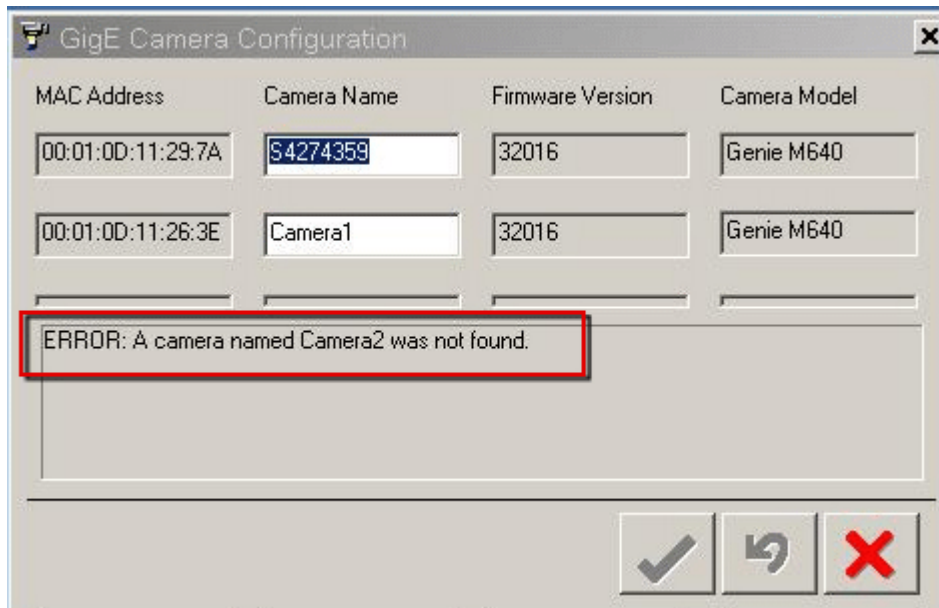 GigE Camera Configuration
MAC Address Camera Name Firmware Version Camera Model
00:01:0D:11:29:7A S4274359 32016 Genie M640
00:01:0D:11:26:3E Camera1 32016 Genie M640
ERROR: A camera named Camera2 was not found.